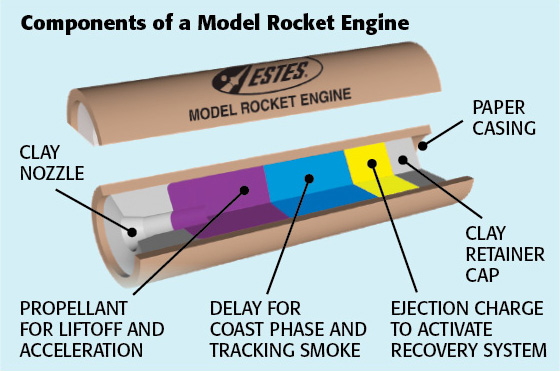 Components of a Model Rocket Engine
ESTES®
MODEL ROCKET ENGINE
PAPER
CASING
CLAY
NOZZLE
CLAY
RETAINER
CAP
PROPELLANT
FOR LIFTOFF AND
ACCELERATION
DELAY FOR
COAST PHASE AND
TRACKING SMOKE
EJECTION CHARGE
TO ACTIVATE
RECOVERY SYSTEM